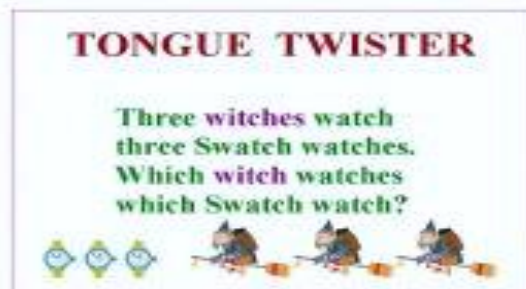 TONGUE TWISTER
Three witches watch
three Swatch watches.
Which witch watches
which Swatch watch?